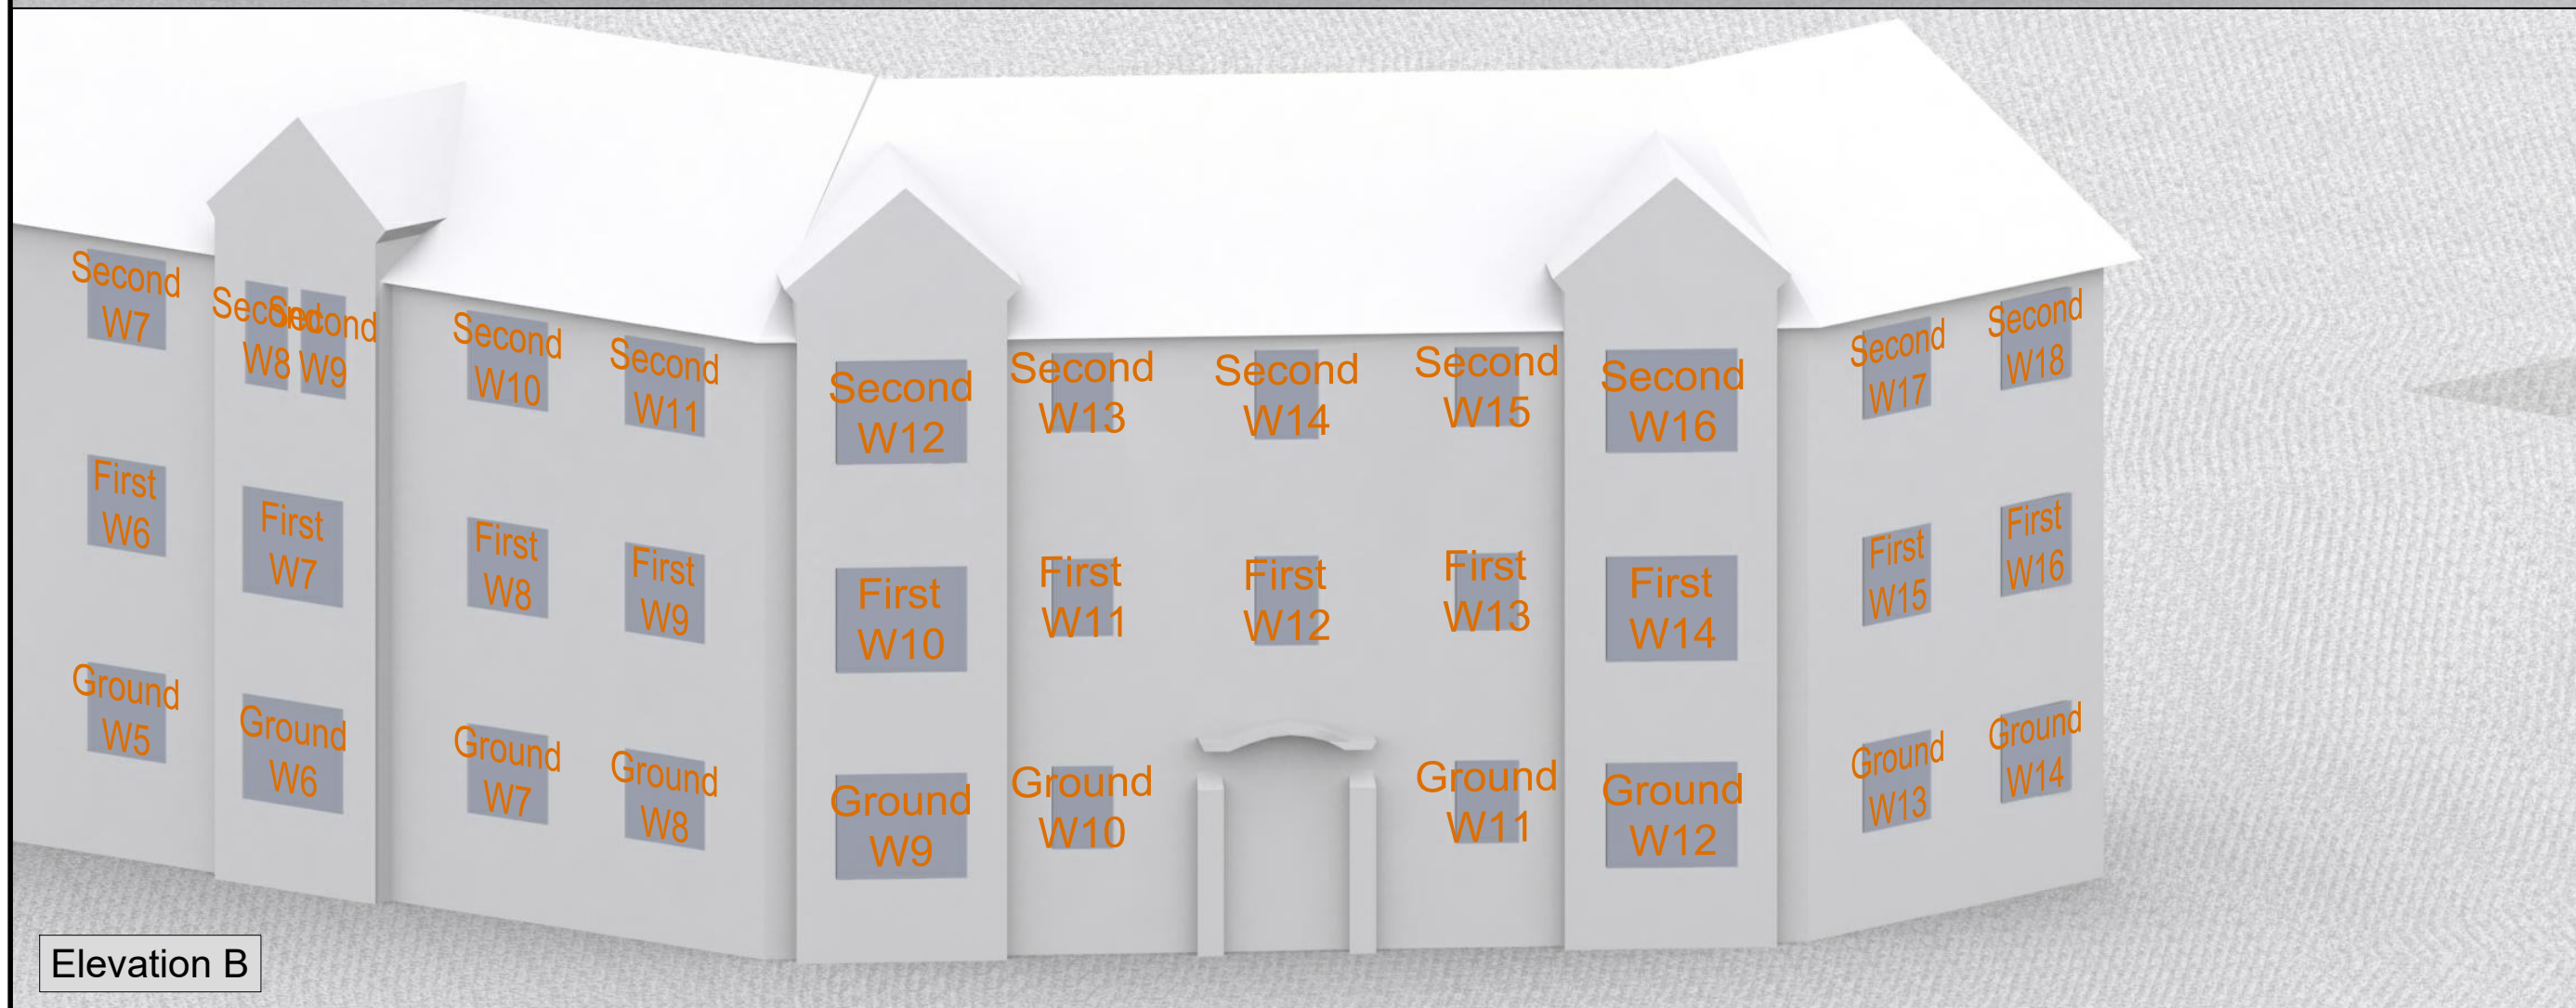 Second
W7
Second
W8
Second
W9
Second
W10
Second
W11
Second
W12
Second
W13
Second
W14
Second
W15
Second
W16
Second
W17
Second
W18
First
W6
First
W7
First
W8
First
W9
First
W10
First
W11
First
W12
First
W13
First
W14
First
W15
First
W16
Ground
W5
Ground
W6
Ground
W7
Ground
W8
Ground
W9
Ground
W10
Ground
W11
Ground
W12
Ground
W13
Ground
W14
Elevation B